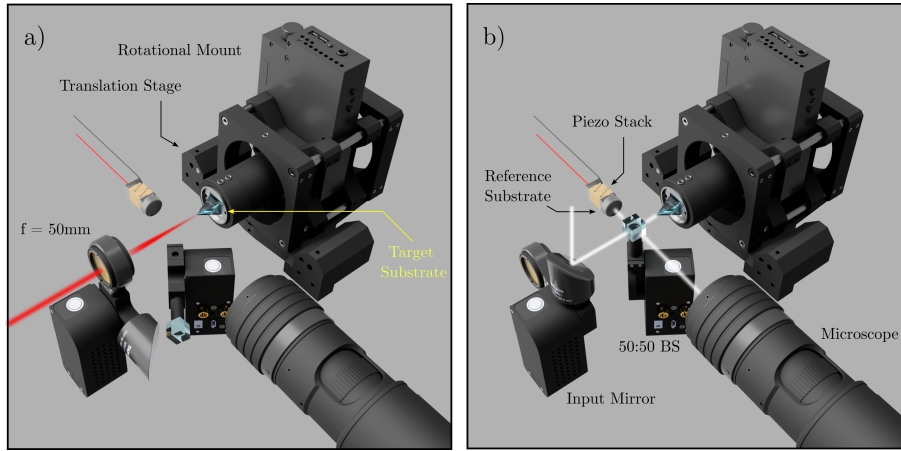 a)
Rotational Mount
Translation Stage
f = 50mm
Target
Substrate
b)
Piezo Stack
Reference
Substrate
50:50 BS
Microscope
Input Mirror